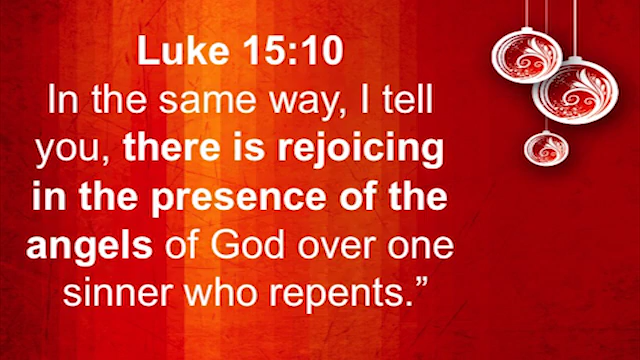 Luke 15:10
In the same way, I tell
you, there is rejoicing
in the presence of the
angels of God over one
sinner who repents.”